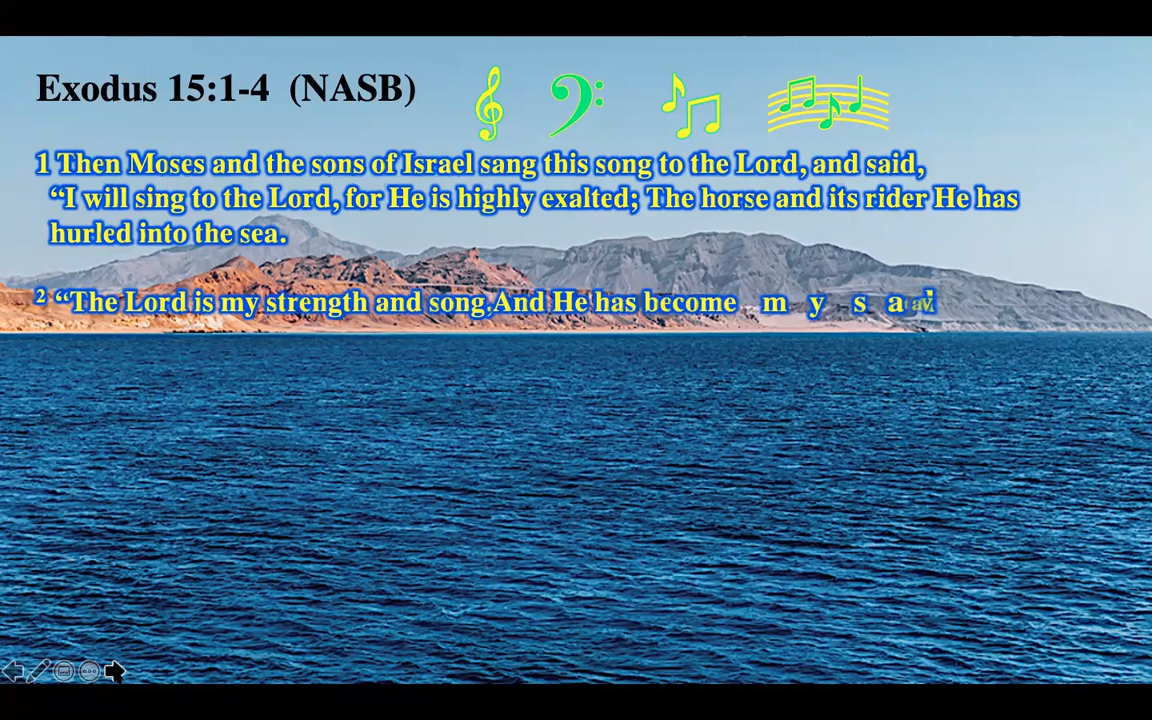 Exodus 15:1-4 (NASB)
1 Then Moses and the sons of Israel sang this song to the Lord, and said,
“I will sing to the Lord, for He is highly exalted; The horse and its rider He has
hurled into the sea.
2 “The Lord is my strength and song, And He has become my